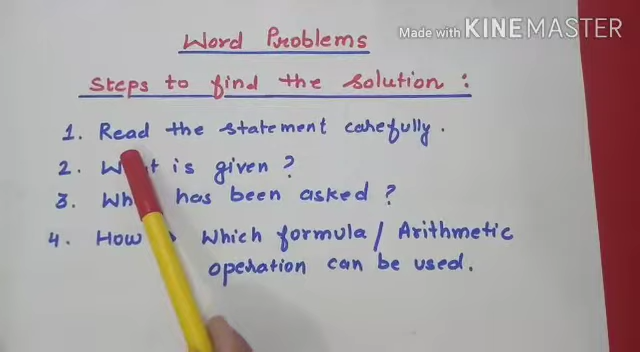 Word Problems
Made with KINEMASTER
Steps to find the solution :
1. Read the statement carefully.
2. is given ?
3. has been asked ?
4. How Which formula / Arithmetic
operation can be used.